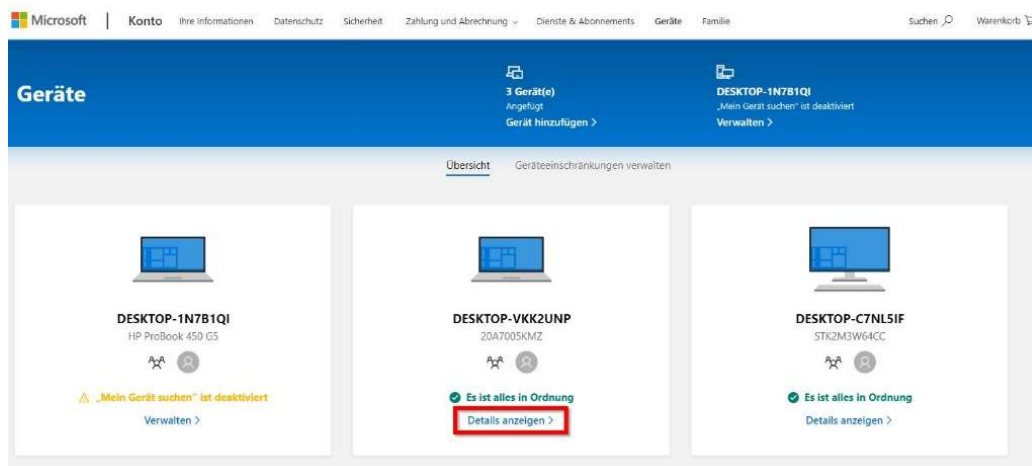 Microsoft Konto Ihre Informationen Datenschutz Sicherheit Zahlung und Abrechnung Dienste & Abonnements Geräte Familie Suchen Warenkorb
Geräte
3 Gerät(e)
Angefügt
Gerät hinzufügen >
DESKTOP-1N7B1QI
„Mein Gerät suchen" ist deaktiviert
Verwalten >
Übersicht Geräteeinschränkungen verwalten
DESKTOP-1N7B1QI
HP ProBook 450 G5
„Mein Gerät suchen" ist deaktiviert
Verwalten >
DESKTOP-VKK2UNP
20A7005KMZ
Es ist alles in Ordnung
Details anzeigen >
DESKTOP-C7NL5IF
STK2M3W64CC
Es ist alles in Ordnung
Details anzeigen >